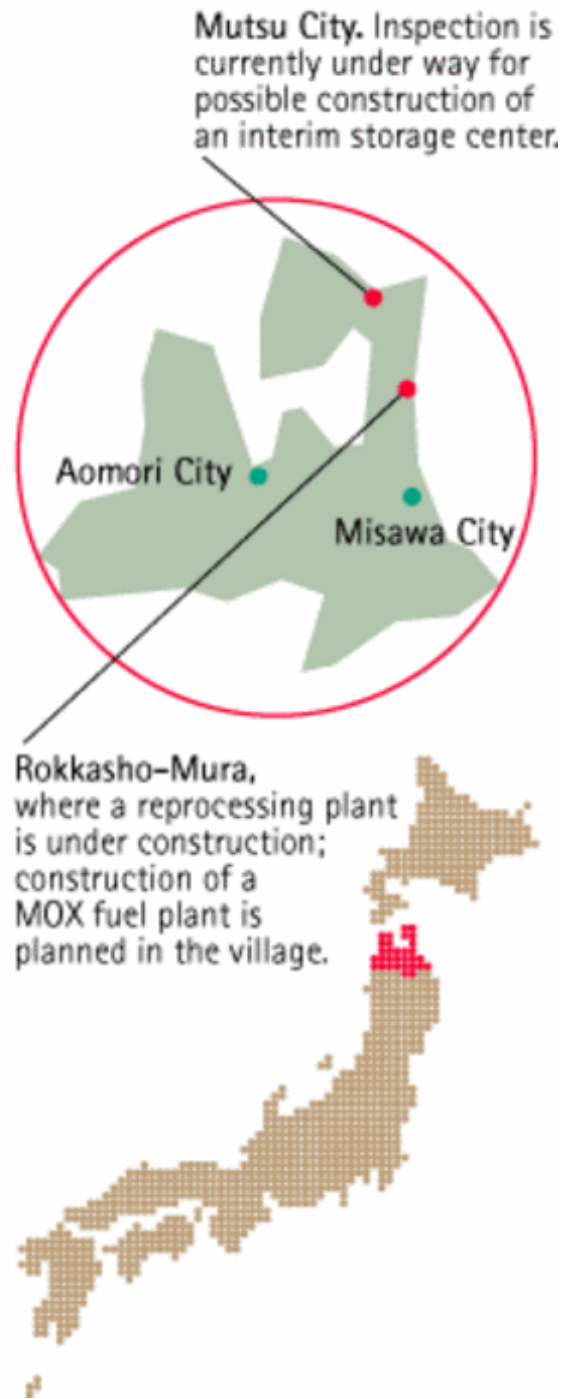 Mutsu City. Inspection is
currently under way for
possible construction of
an interim storage center.
Aomori City
Misawa City
Rokkasho-Mura,
where a reprocessing plant
is under construction;
construction of a
MOX fuel plant is
planned in the village.